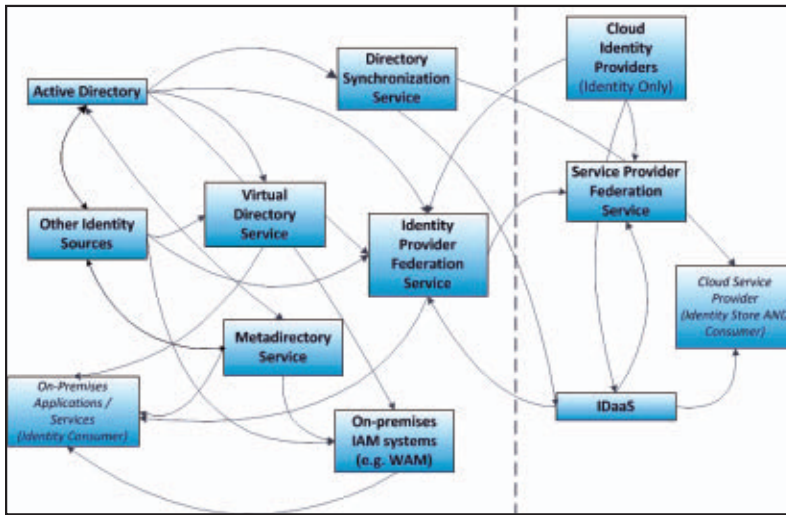 Active Directory
Directory
Synchronization
Service
Cloud
Identity
Providers
(Identity Only)
Other Identity
Sources
Virtual
Directory
Service
Identity
Provider
Federation
Service
Service Provider
Federation
Service
Cloud Service
Provider
(Identity Store AND
Consumer)
Metadirectory
Service
On-Premises
Applications /
Services
(Identity Consumer)
On-premises
IAM systems
(e.g. WAM)
IDaaS